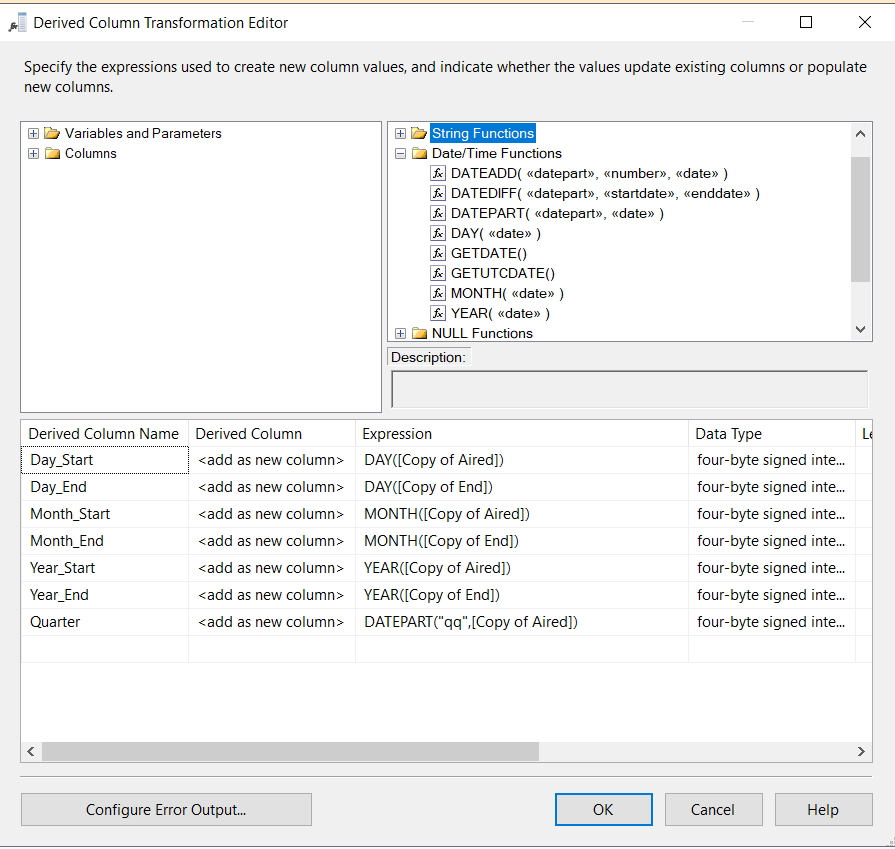 Derived Column Transformation Editor
Specify the expressions used to create new column values, and indicate whether the values update existing columns or populate
new columns.
Variables and Parameters
Columns
String Functions
Date/Time Functions
DATEADD( «datepart», «number», «date» )
DATEDIFF( «datepart», «startdate», «enddate» )
DATEPART( «datepart», «date» )
DAY( «date» )
GETDATE()
GETUTCDATE()
MONTH( «date» )
YEAR( «date» )
NULL Functions
Description:
Derived Column Name Derived Column Expression Data Type Le
Day_Start <add as new column> DAY([Copy of Aired]) four-byte signed inte...
Day_End <add as new column> DAY([Copy of End]) four-byte signed inte...
Month_Start <add as new column> MONTH([Copy of Aired]) four-byte signed inte...
Month_End <add as new column> MONTH([Copy of End]) four-byte signed inte...
Year_Start <add as new column> YEAR([Copy of Aired]) four-byte signed inte...
Year_End <add as new column> YEAR([Copy of End]) four-byte signed inte...
Quarter <add as new column> DATEPART("qq",[Copy of Aired]) four-byte signed inte...
Configure Error Output... OK Cancel Help